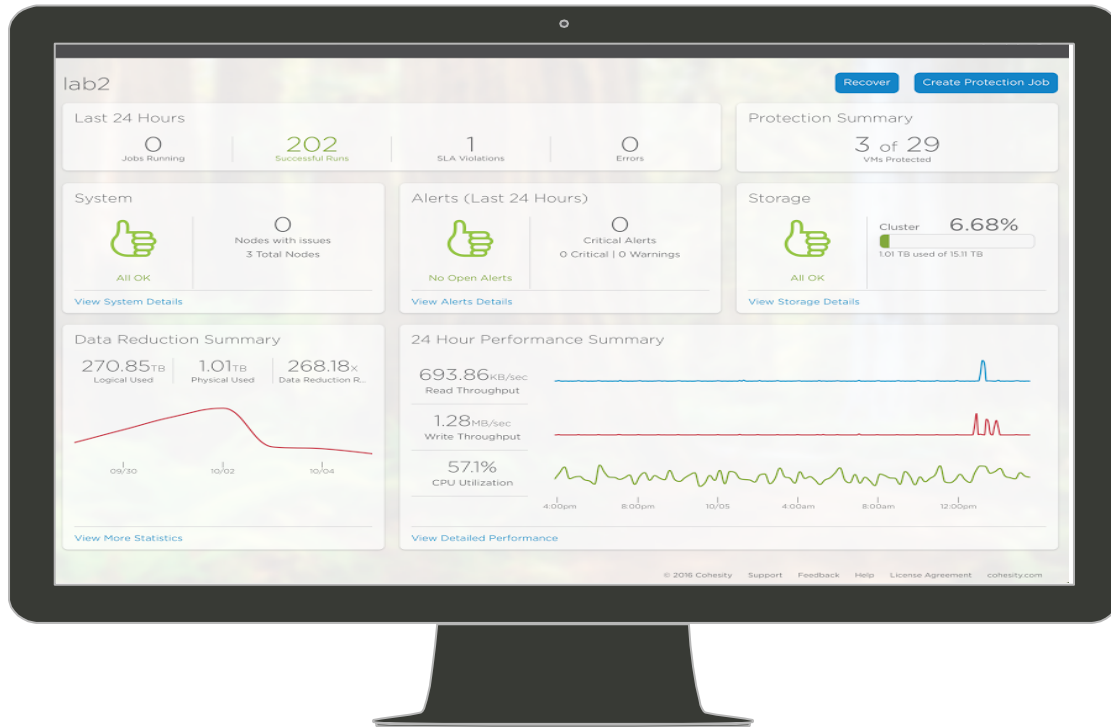 lab2
Recover
Create Protection Job
Last 24 Hours
0
Jobs Running
202
Successful Runs
1
SLA Violations
0
Errors
Protection Summary
3 of 29
VMs Protected
System
All OK
0
Nodes with issues
3 Total Nodes
View System Details
Alerts (Last 24 Hours)
No Open Alerts
0
Critical Alerts
0 Critical | 0 Warnings
View Alerts Details
Storage
All OK
Cluster 6.68%
1.01 TB used of 15.11 TB
View Storage Details
Data Reduction Summary
270.85TB
Logical Used
1.01TB
Physical Used
268.18x
Data Reduction R...
09/30 10/02 10/04
View More Statistics
24 Hour Performance Summary
693.86KB/sec
Read Throughput
1.28MB/sec
Write Throughput
57.1%
CPU Utilization
4:00pm 8:00pm 10/05 4:00am 8:00am 12:00pm
View Detailed Performance
© 2016 Cohesity Support Feedback Help License Agreement cohesity.com